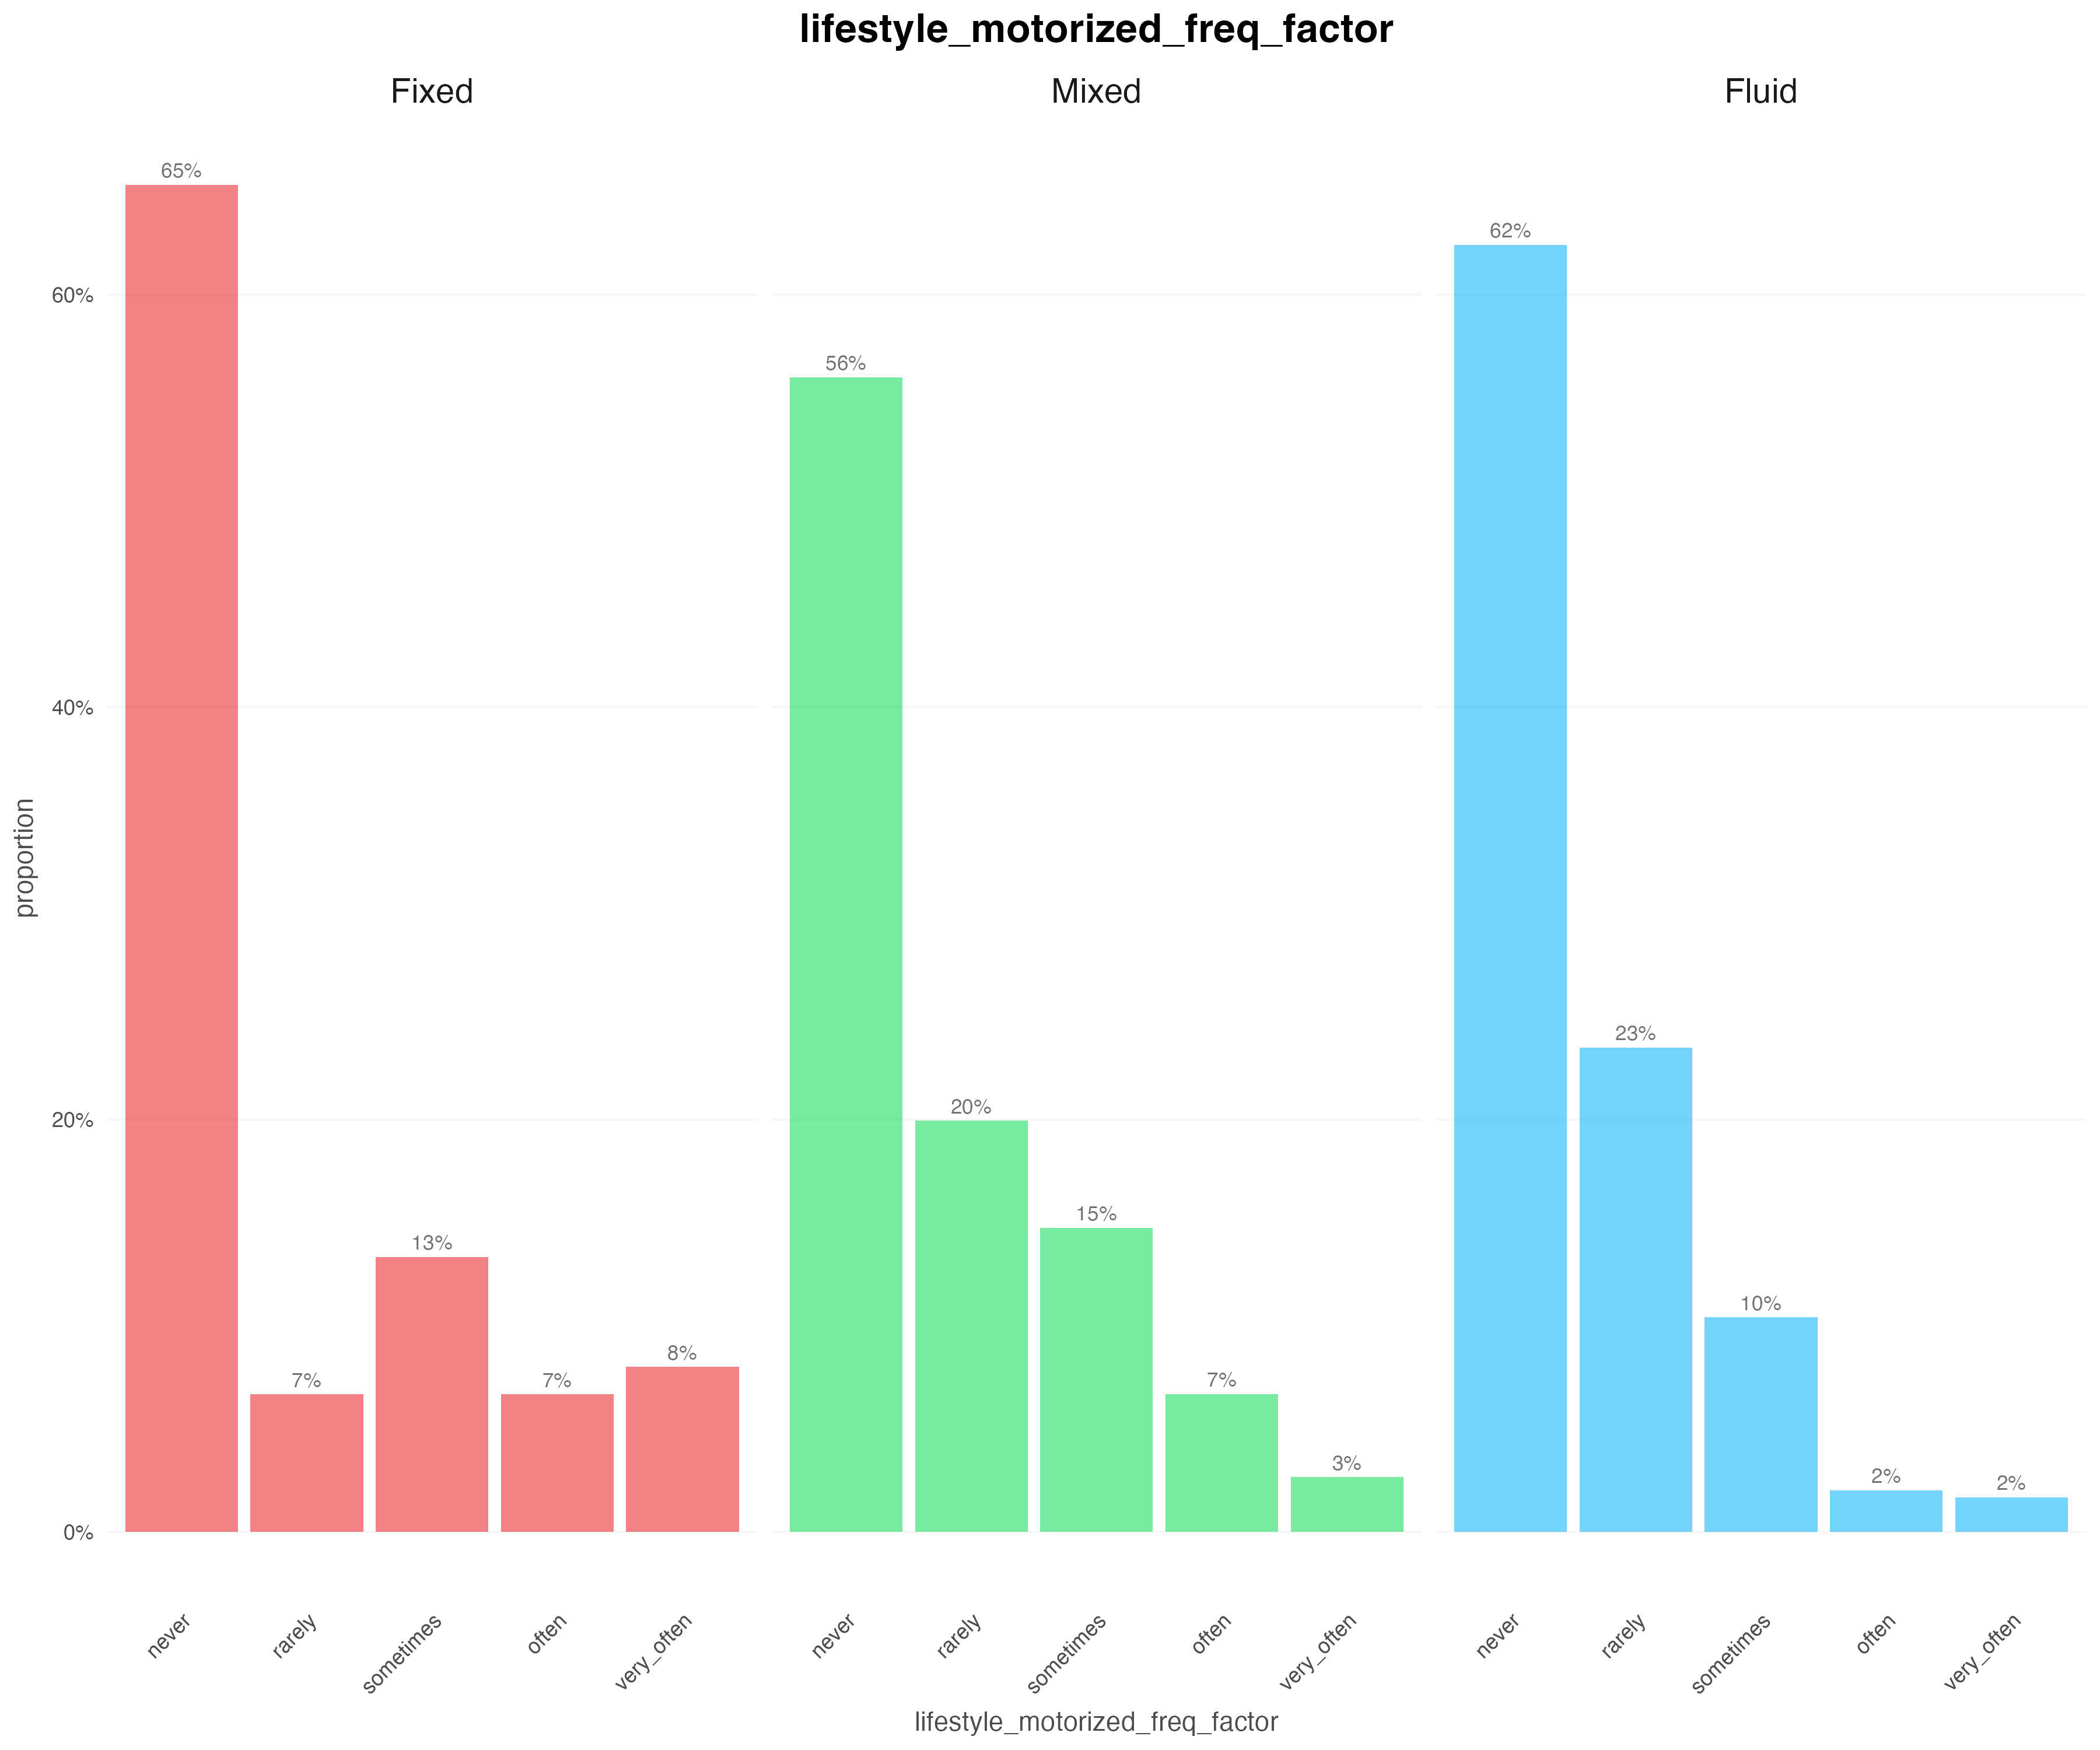 lifestyle_motorized_freq_factor
Fixed
Mixed
Fluid
proportion
60%
40%
20%
0%
65%
7%
13%
7%
8%
56%
20%
15%
7%
3%
62%
23%
10%
2%
2%
never
rarely
sometimes
often
very_often
never
rarely
sometimes
often
very_often
never
rarely
sometimes
often
very_often
lifestyle_motorized_freq_factor